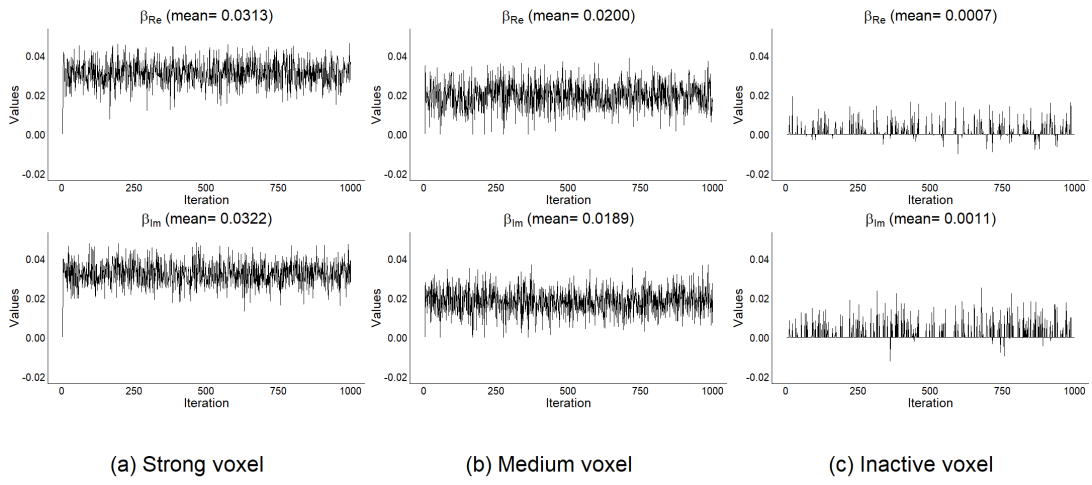 β_Re (mean= 0.0313)
0.04
0.02
0.00
-0.02
Values
0 250 500 750 1000
Iteration
β_Re (mean= 0.0200)
0.04
0.02
0.00
-0.02
Values
0 250 500 750 1000
Iteration
β_Re (mean= 0.0007)
0.04
0.02
0.00
-0.02
Values
0 250 500 750 1000
Iteration
β_Im (mean= 0.0322)
0.04
0.02
0.00
-0.02
Values
0 250 500 750 1000
Iteration
β_Im (mean= 0.0189)
0.04
0.02
0.00
-0.02
Values
0 250 500 750 1000
Iteration
β_Im (mean= 0.0011)
0.04
0.02
0.00
-0.02
Values
0 250 500 750 1000
Iteration
(a) Strong voxel
(b) Medium voxel
(c) Inactive voxel